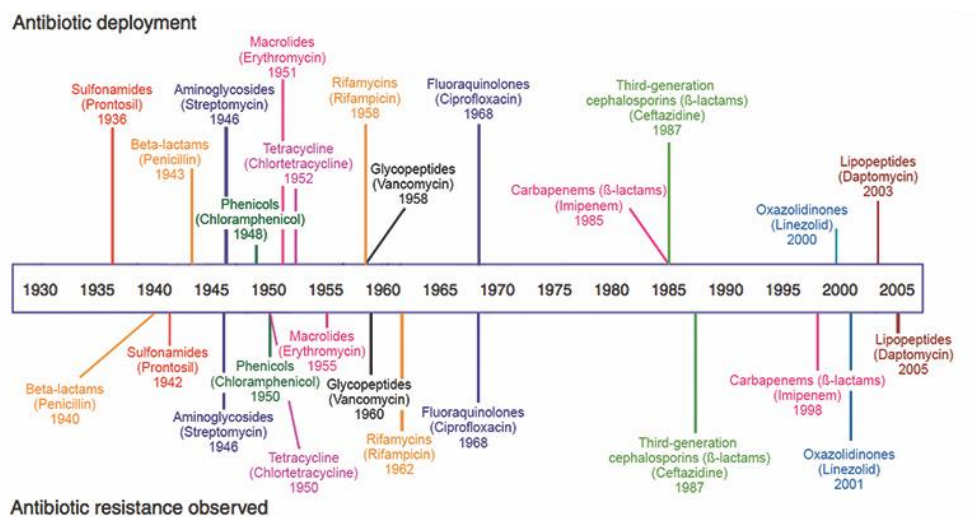 Antibiotic deployment
Macrolides
(Erythromycin)
1951
Sulfonamides
(Prontosil)
1936
Aminoglycosides
(Streptomycin)
1946
Rifamycins
(Rifampicin)
1958
Fluoraquinolones
(Ciprofloxacin)
1968
Third-generation
cephalosporins (ß-lactams)
(Ceftazidine)
1987
Beta-lactams
(Penicillin)
1943
Tetracycline
(Chlortetracycline)
1952
Glycopeptides
(Vancomycin)
1958
Lipopeptides
(Daptomycin)
2003
Carbapenems (ß-lactams)
(Imipenem)
1985
Phenicols
(Chloramphenicol)
1948)
Oxazolidinones
(Linezolid)
2000
1930 1935 1940 1945 1950 1955 1960 1965 1970 1975 1980 1985 1990 1995 2000 2005
Beta-lactams
(Penicillin)
1940
Sulfonamides
(Prontosil)
1942
Aminoglycosides
(Streptomycin)
1946
Phenicols
(Chloramphenicol)
1950
Tetracycline
(Chlortetracycline)
1950
Macrolides
(Erythromycin)
1955
Glycopeptides
(Vancomycin)
1960
Rifamycins
(Rifampicin)
1962
Fluoraquinolones
(Ciprofloxacin)
1968
Third-generation
cephalosporins (ß-lactams)
(Ceftazidine)
1987
Carbapenems (ß-lactams)
(Imipenem)
1998
Oxazolidinones
(Linezolid)
2001
Lipopeptides
(Daptomycin)
2005
Antibiotic resistance observed